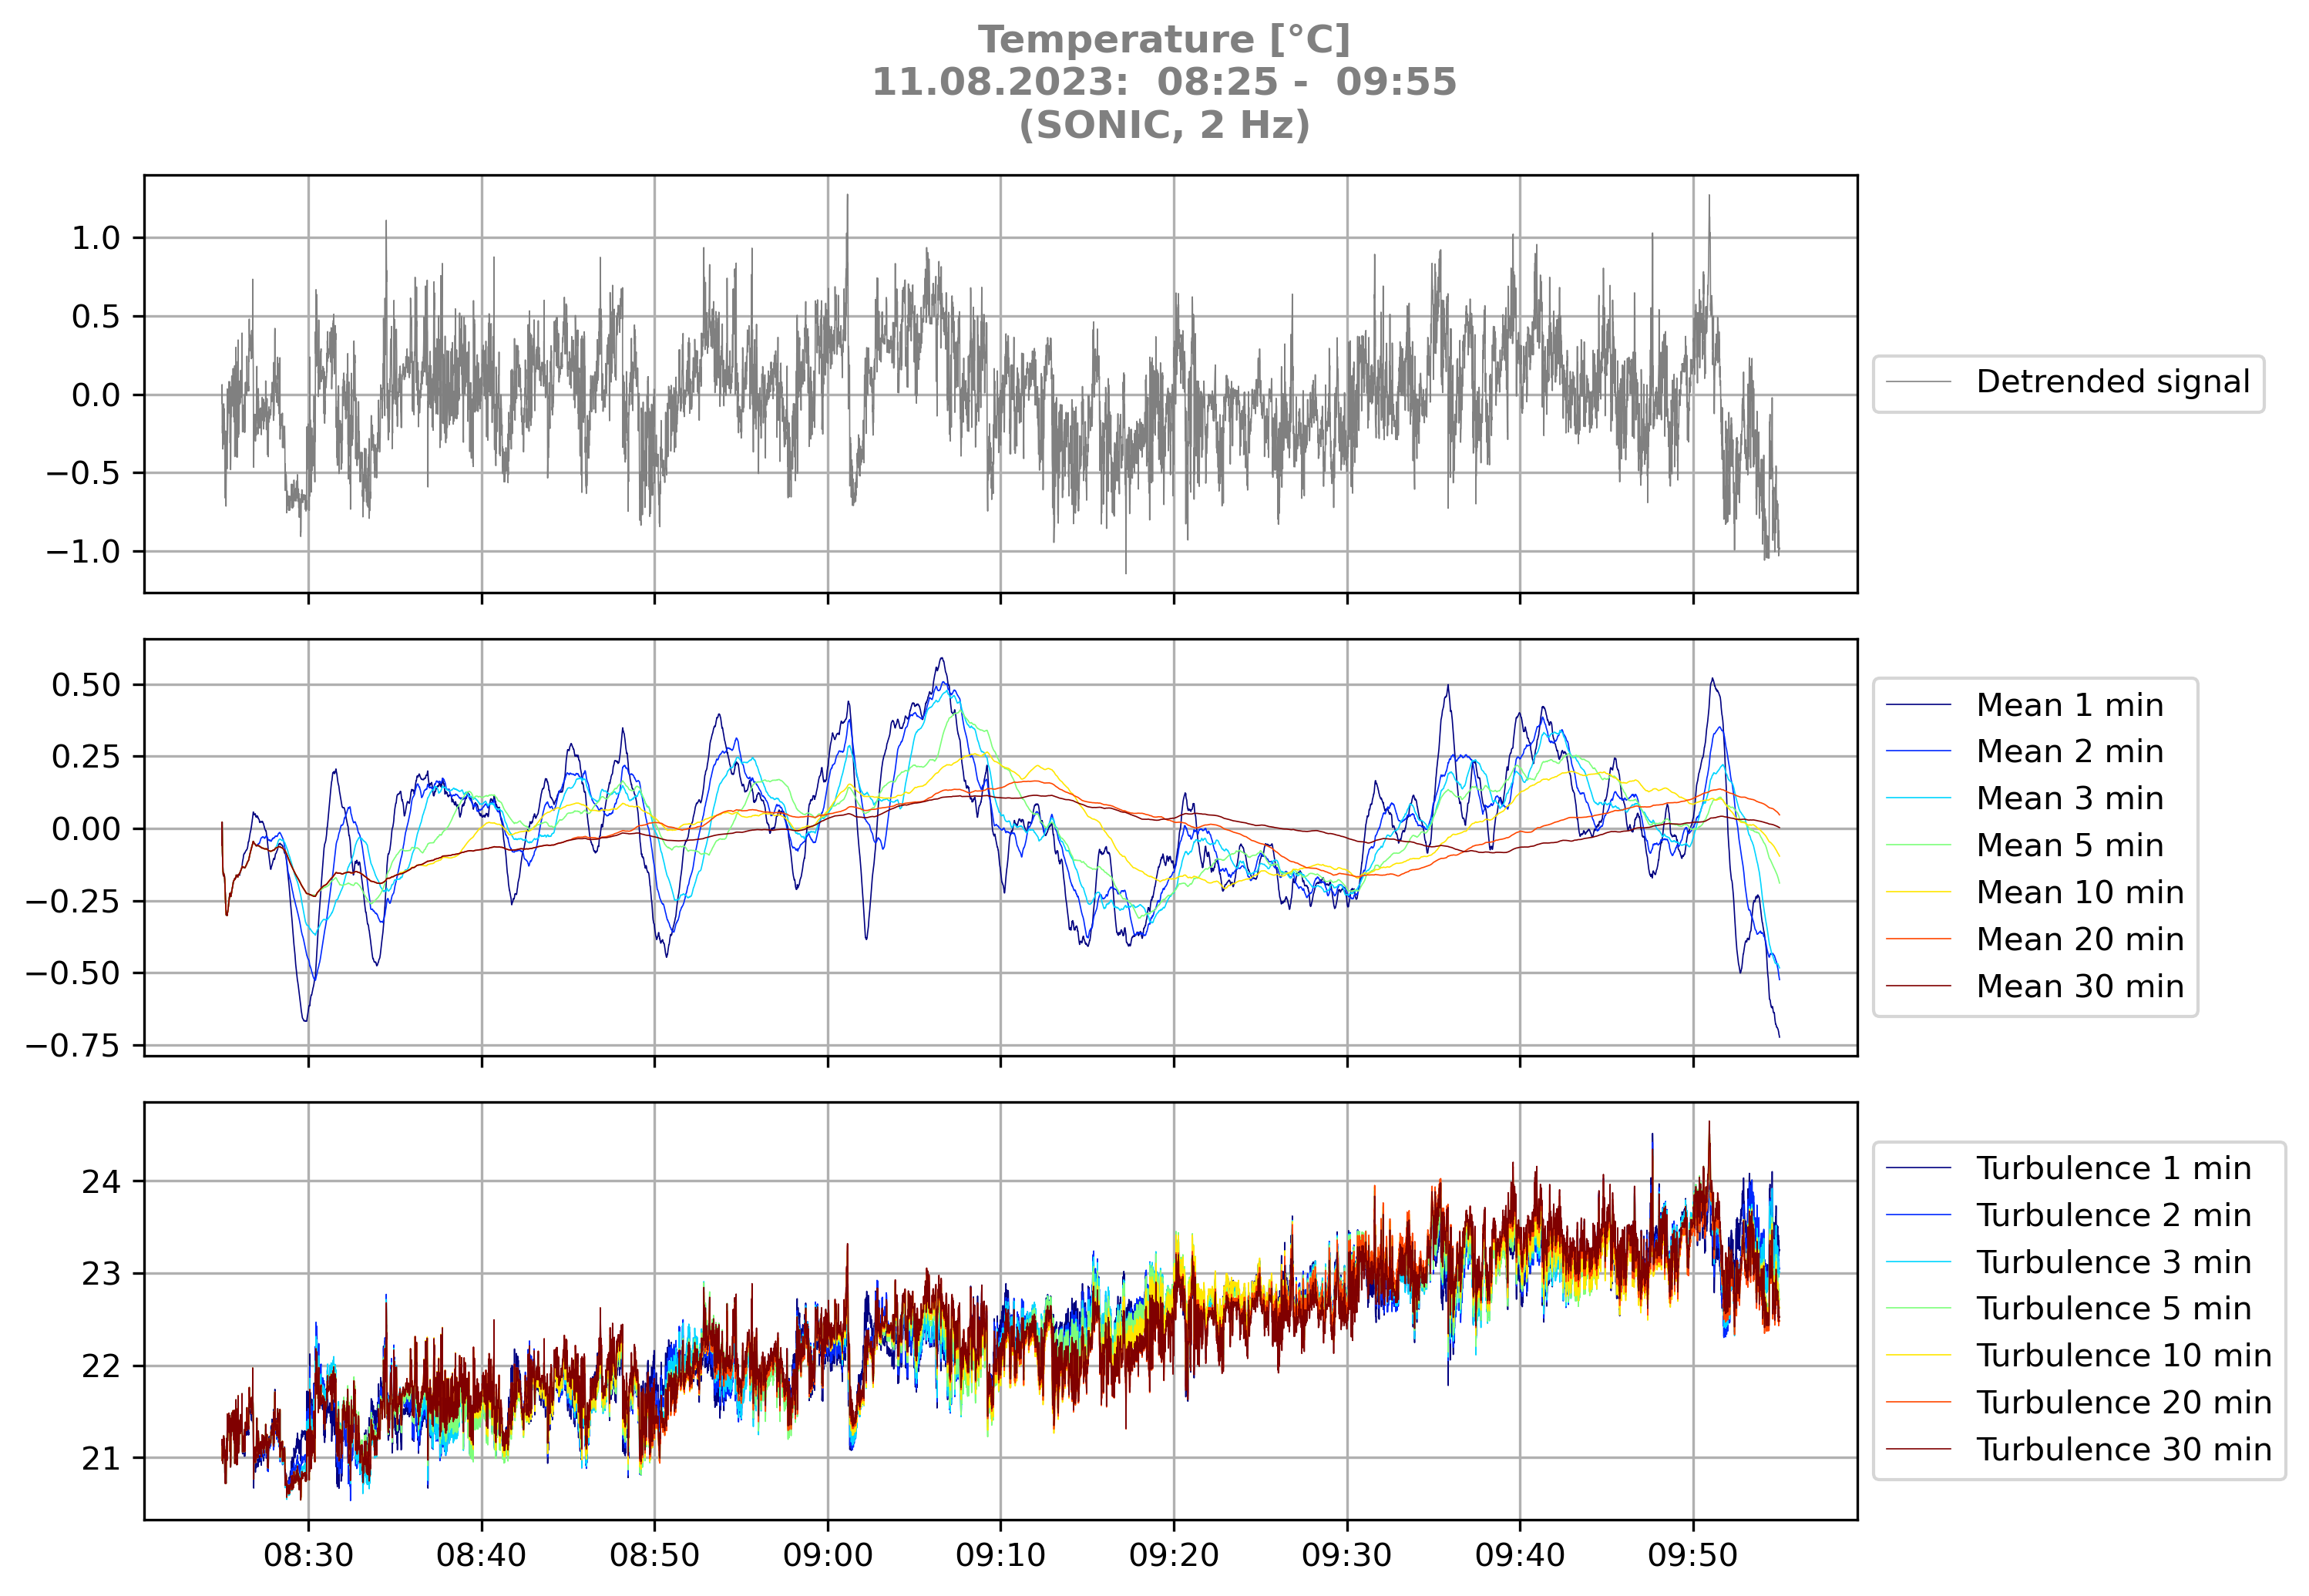 Temperature [°C]
11.08.2023:  08:25 -  09:55
(SONIC, 2 Hz)
1.0
0.5
0.0
−0.5
−1.0
Detrended signal
0.50
0.25
0.00
−0.25
−0.50
−0.75
Mean 1 min
Mean 2 min
Mean 3 min
Mean 5 min
Mean 10 min
Mean 20 min
Mean 30 min
24
23
22
21
Turbulence 1 min
Turbulence 2 min
Turbulence 3 min
Turbulence 5 min
Turbulence 10 min
Turbulence 20 min
Turbulence 30 min
08:30 08:40 08:50 09:00 09:10 09:20 09:30 09:40 09:50